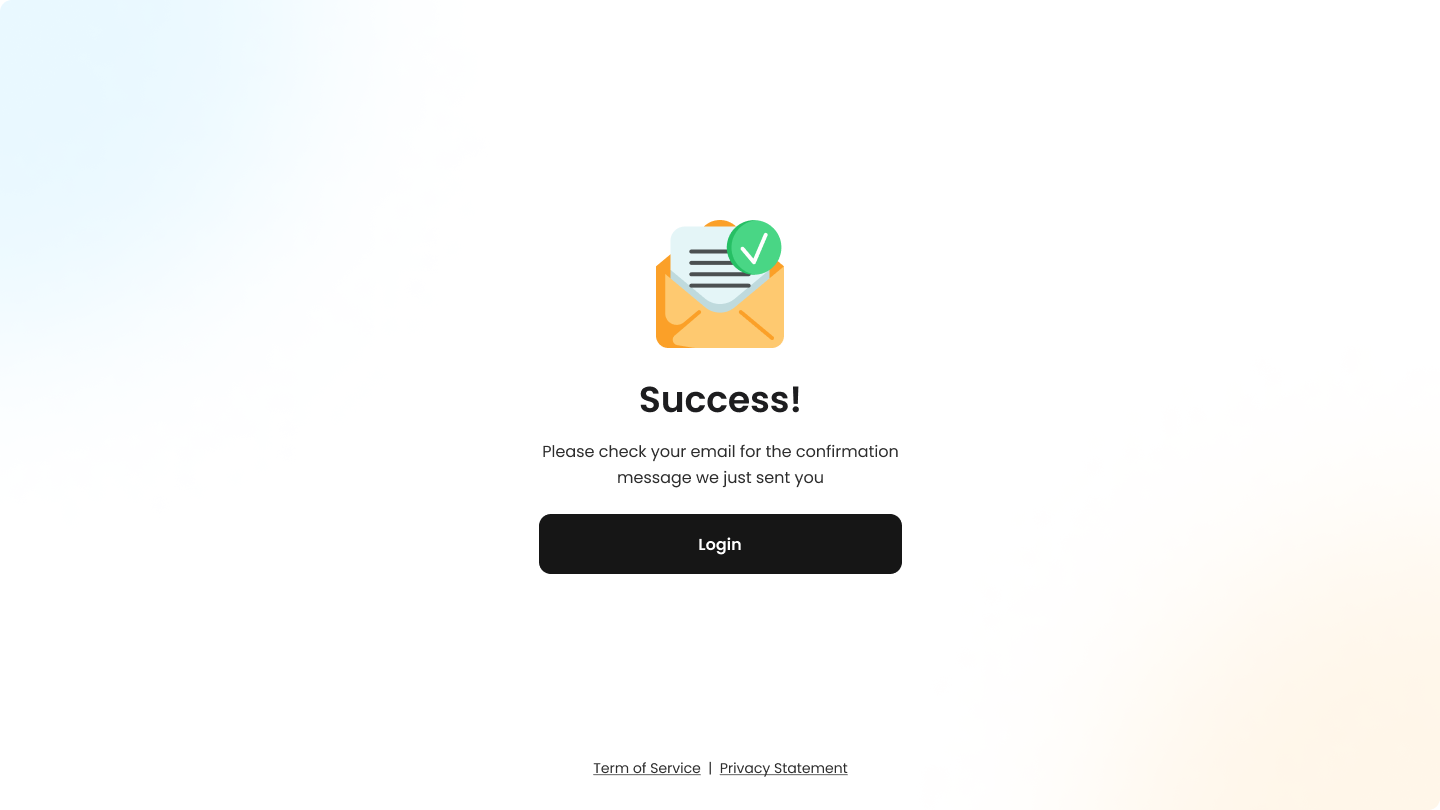 Success!
Please check your email for the confirmation
message we just sent you
Login
Term of Service | Privacy Statement